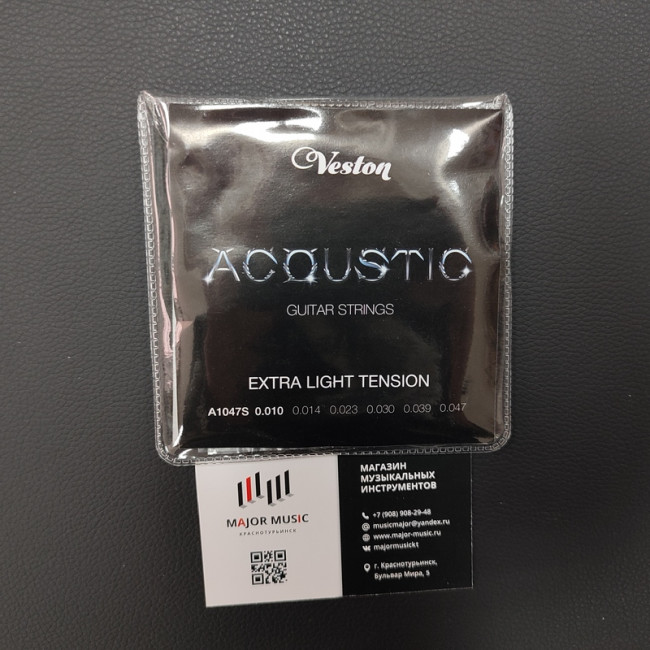 Veston
ACOUSTIC
GUITAR STRINGS
EXTRA LIGHT TENSION
A1047S 0.010 0.014 0.023 0.030 0.039 0.047
MAJOR MUSIC
КРАСНОТУРЬИНСК
МАГАЗИН
МУЗЫКАЛЬНЫХ
ИНСТРУМЕНТОВ
+7 (908) 908-29-48
musicmajor@yandex.ru
www.major-music.ru
majormusickt
г. Краснотурьинск,
Бульвар Мира, 9